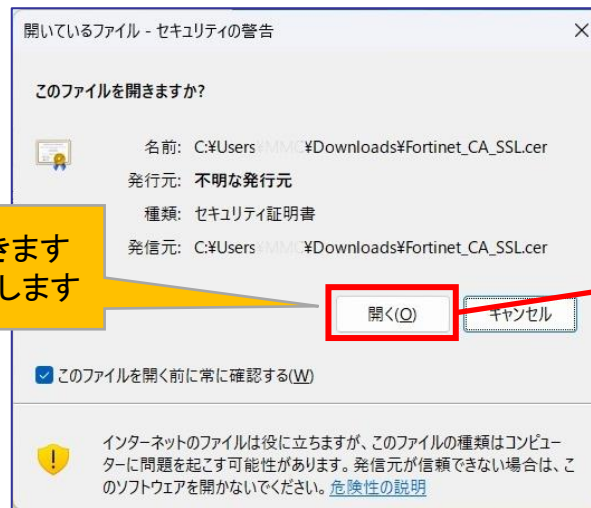 開いているファイル - セキュリティの警告
このファイルを開きますか?
名前: C:¥Users¥MMC¥Downloads¥Fortinet_CA_SSL.cer
発行元: 不明な発行元
種類: セキュリティ証明書
発信元: C:¥Users¥MMC¥Downloads¥Fortinet_CA_SSL.cer
きます
します
開く(O)
キャンセル
このファイルを開く前に常に確認する(W)
インターネットのファイルは役に立ちますが、このファイルの種類はコンピュー
ターに問題を起こす可能性があります。発信元が信頼できない場合は、こ
のソフトウェアを開かないでください。危険性の説明